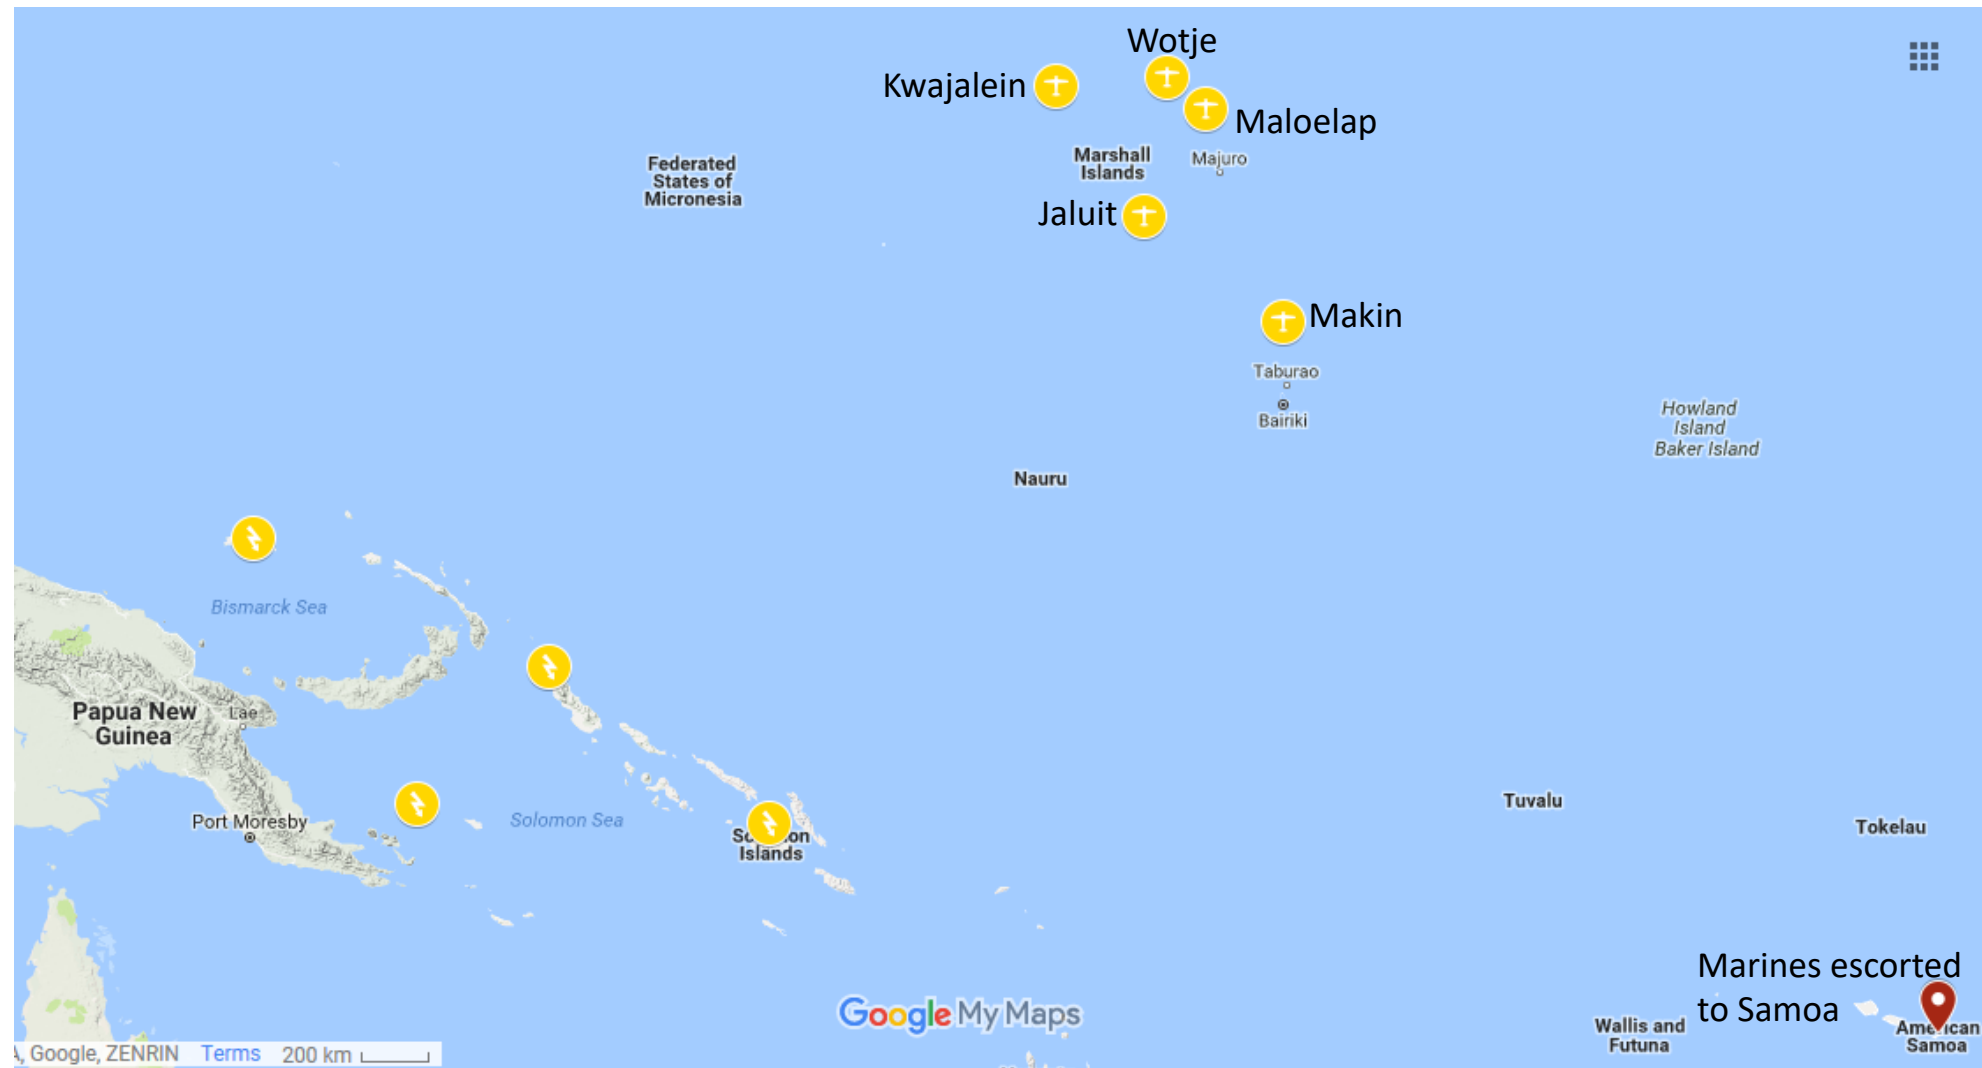 Wotje
Kwajalein
Maloelap
Federated
States of
Micronesia
Marshall
Islands
Majuro
Jaluit
Makin
Taburao
Bairiki
Howland
Island
Baker Island
Nauru
Bismarck Sea
Papua New
Guinea
Lae
Port Moresby
Solomon Sea
Islands
Tuvalu
Tokelau
Marines escorted
to Samoa
Google My Maps
Wallis and
Futuna
American
Samoa
Google, ZENRIN Terms 200 km